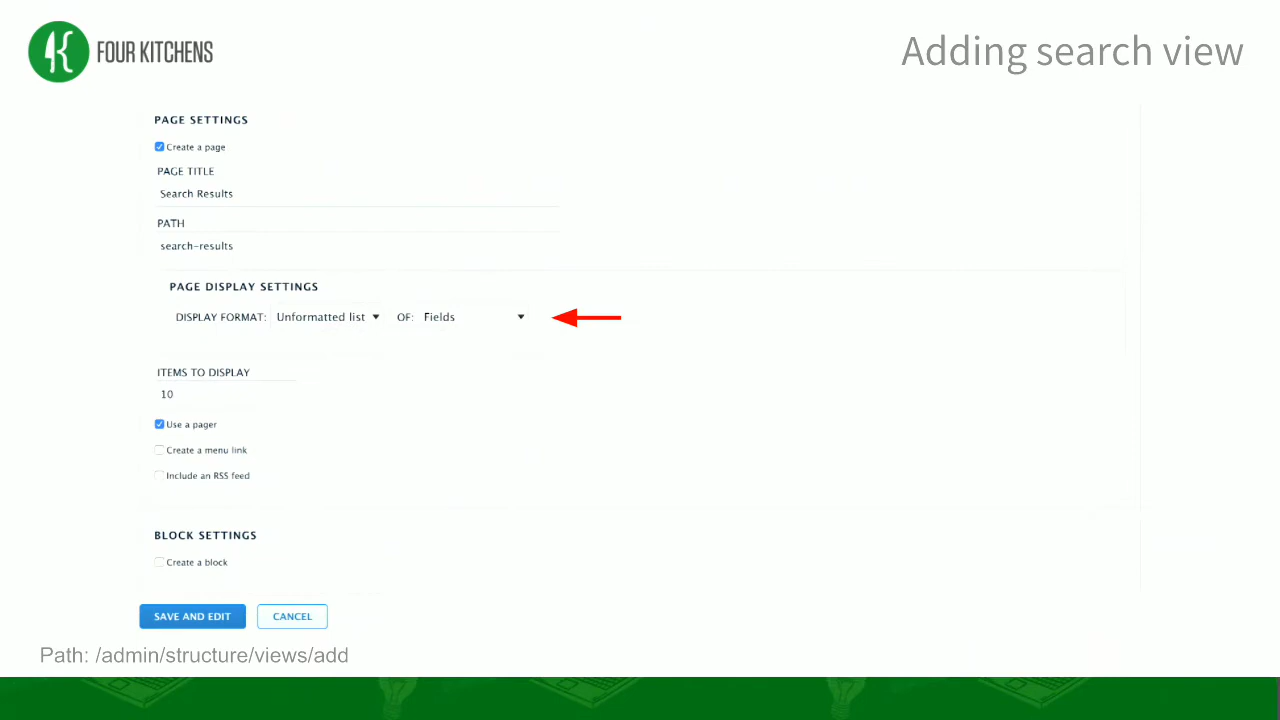 FOUR KITCHENS
Adding search view
PAGE SETTINGS
Create a page
PAGE TITLE
Search Results
PATH
search-results
PAGE DISPLAY SETTINGS
DISPLAY FORMAT: Unformatted list OF: Fields
ITEMS TO DISPLAY
10
Use a pager
Create a menu link
Include an RSS feed
BLOCK SETTINGS
Create a block
SAVE AND EDIT CANCEL
Path: /admin/structure/views/add